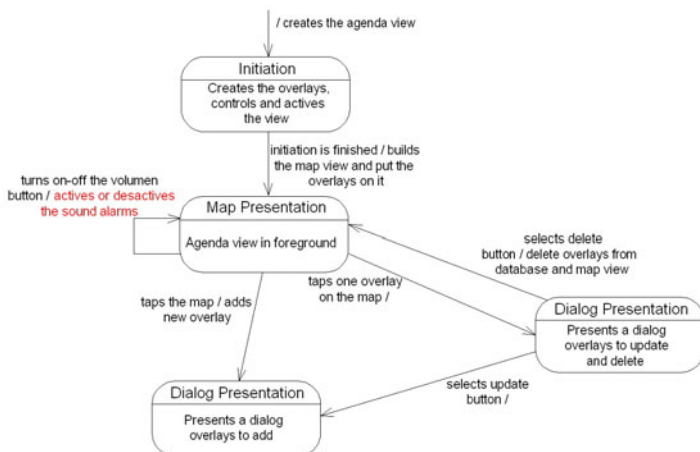 / creates the agenda view
Initiation
Creates the overlays,
controls and actives
the view
initiation is finished / builds
the map view and put the
overlays on it
turns on-off the volumen
button / actives or desactives
the sound alarms
Map Presentation
Agenda view in foreground
selects delete
button / delete overlays from
database and map view
taps the map / adds
new overlay
taps one overlay
on the map /
Dialog Presentation
Presents a dialog
overlays to update
and delete
selects update
button /
Dialog Presentation
Presents a dialog
overlays to add